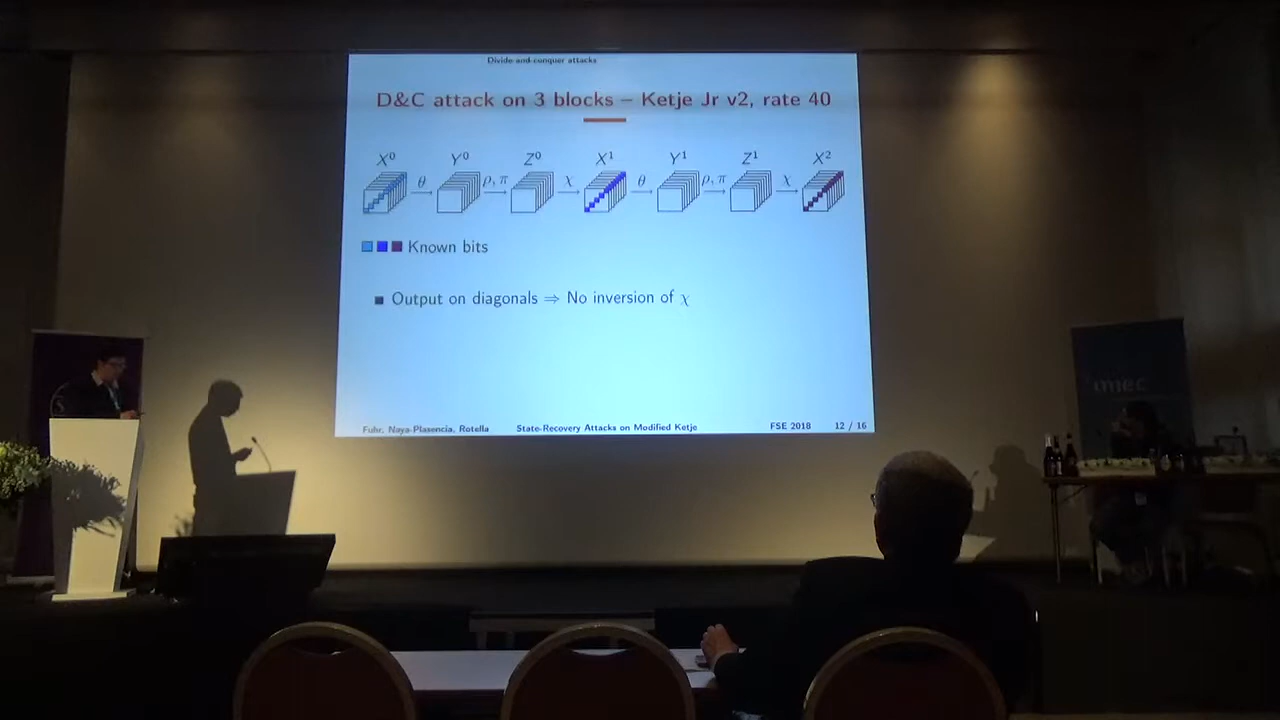 Divide-and-conquer attacks
D&C attack on 3 blocks – Ketje Jr v2, rate 40
X⁰ Y⁰ Z⁰ X¹ Y¹ Z¹ X²
θ ρ, π χ θ ρ, π χ
Known bits
Output on diagonals ⇒ No inversion of χ
Fuhr, Naya-Plasencia, Rotella State-Recovery Attacks on Modified Ketje FSE 2018 12 / 16
imec